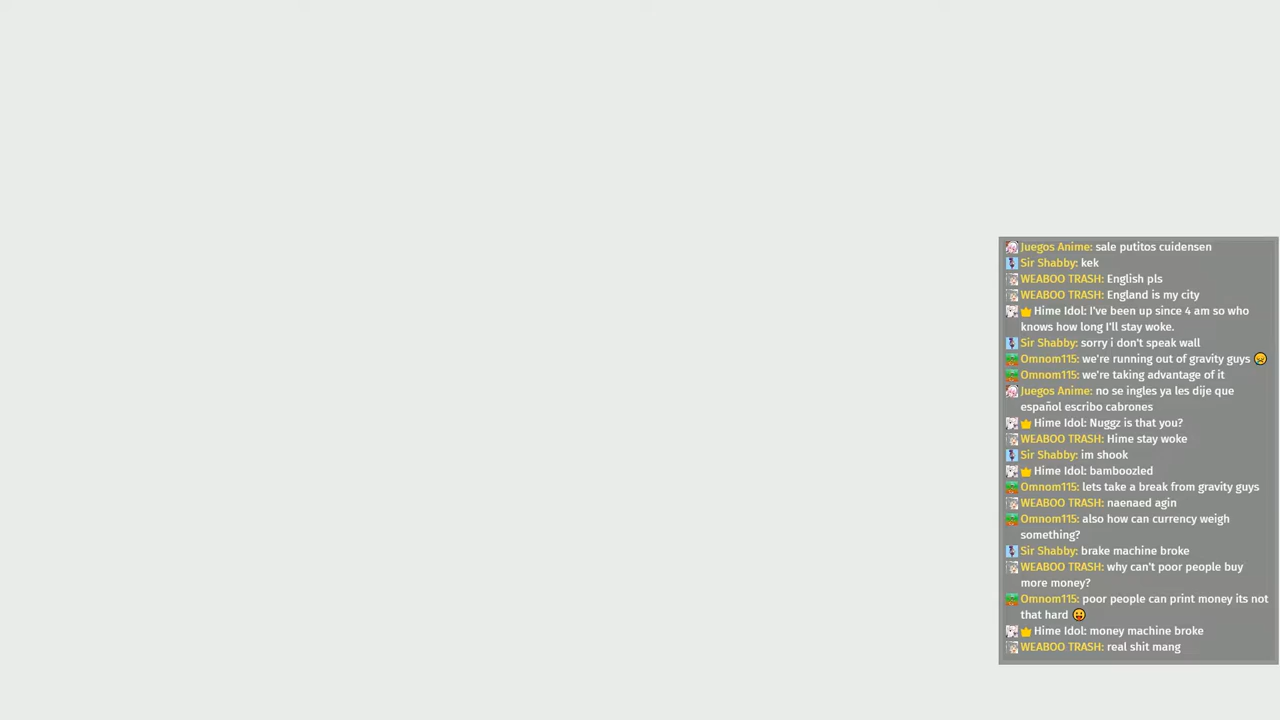 Juegos Anime: sale putitos cuidensen
Sir Shabby: kek
WEABOO TRASH: English pls
WEABOO TRASH: England is my city
Hime Idol: I've been up since 4 am so who
knows how long I'll stay woke.
Sir Shabby: sorry i don't speak wall
Omnom115: we're running out of gravity guys
Omnom115: we're taking advantage of it
Juegos Anime: no se ingles ya les dije que
español escribo cabrones
Hime Idol: Nuggz is that you?
WEABOO TRASH: Hime stay woke
Sir Shabby: im shook
Hime Idol: bamboozled
Omnom115: lets take a break from gravity guys
WEABOO TRASH: naenaed agin
Omnom115: also how can currency weigh
something?
Sir Shabby: brake machine broke
WEABOO TRASH: why can't poor people buy
more money?
Omnom115: poor people can print money its not
that hard
Hime Idol: money machine broke
WEABOO TRASH: real shit mang